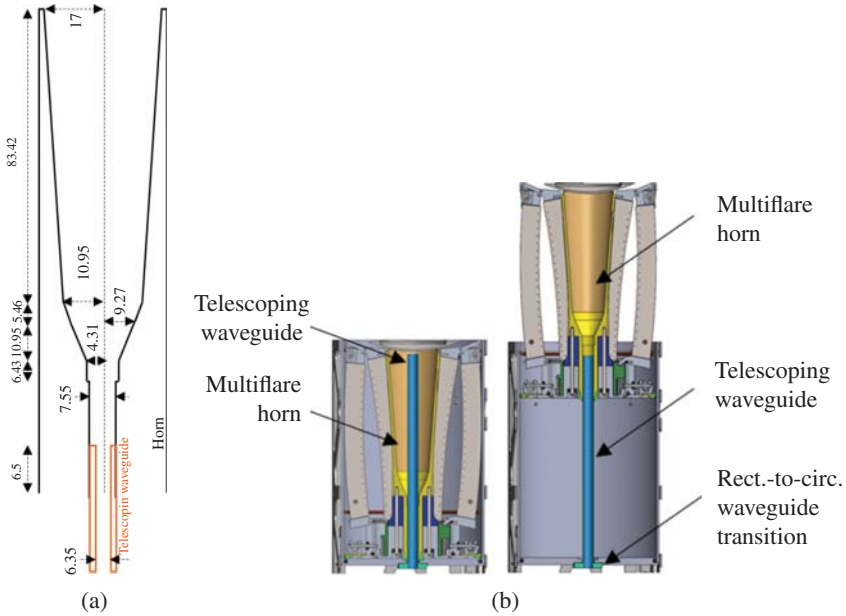 17
83.42
10.95
9.27
5.46
10.95
4.31
6.43
7.55
6.5
6.35
Horn
Telescopin waveguide
(a)
Telescoping
waveguide
Multiflare
horn
Multiflare
horn
Telescoping
waveguide
Rect.-to-circ.
waveguide
transition
(b)